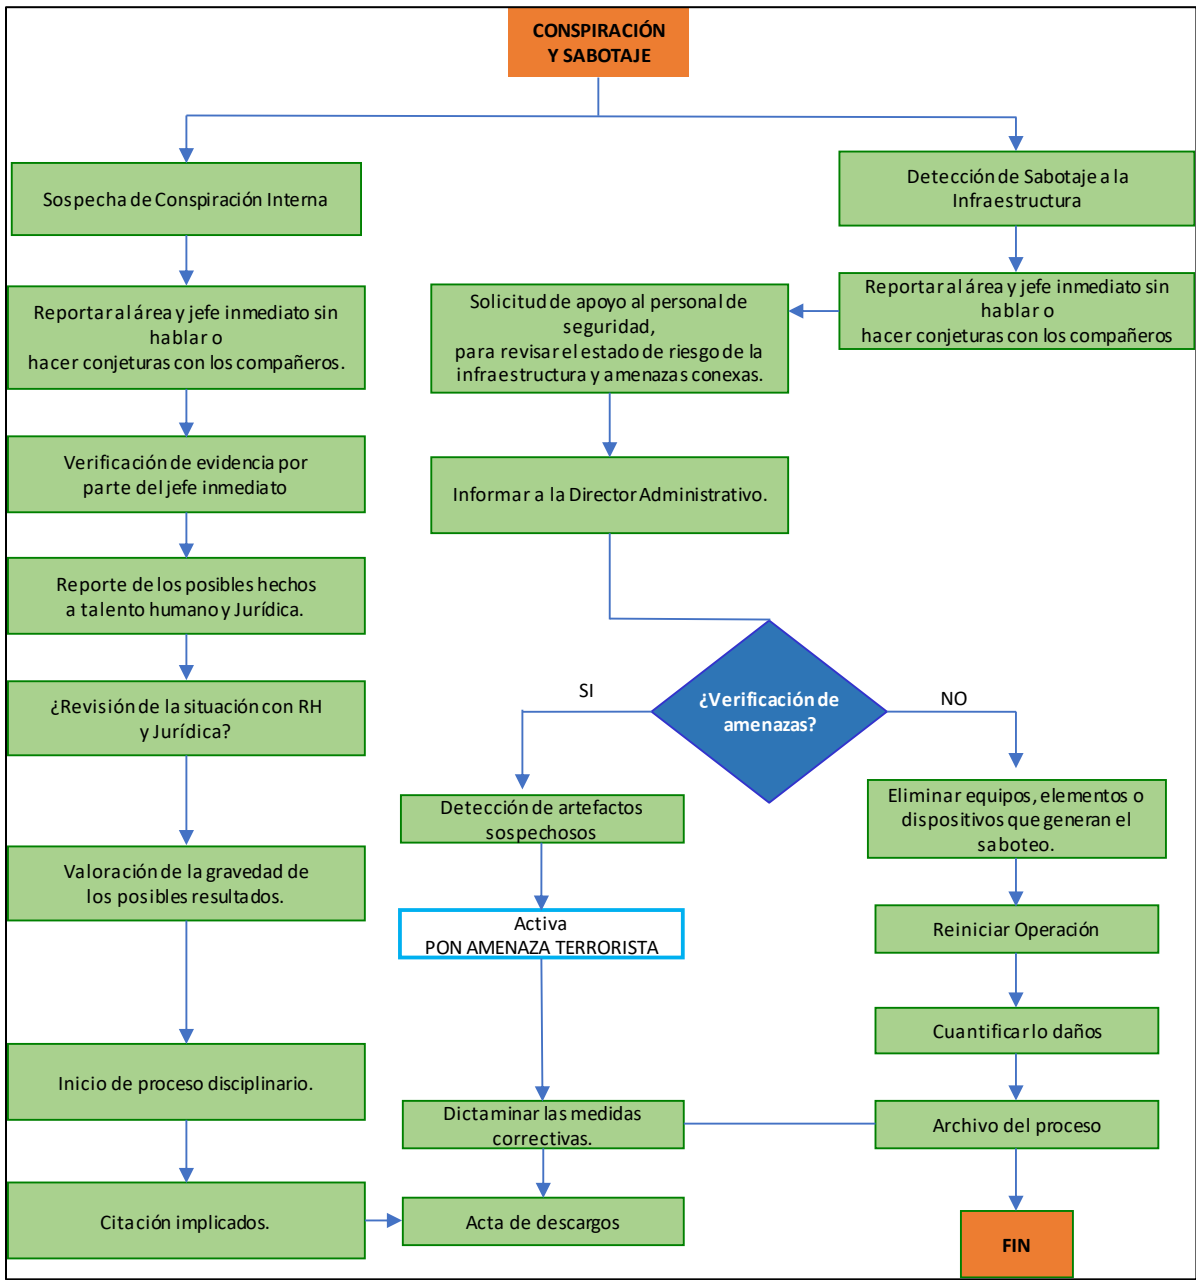 CONSPIRACIÓN
Y SABOTAJE
Sospecha de Conspiración Interna
Reportar al área y jefe inmediato sin
hablar o
hacer conjeturas con los compañeros.
Verificación de evidencia por
parte del jefe inmediato
Reporte de los posibles hechos
a talento humano y Jurídica.
¿Revisión de la situación con RH
y Jurídica?
Valoración de la gravedad de
los posibles resultados.
Inicio de proceso disciplinario.
Citación implicados.
Detección de Sabotaje a la
Infraestructura
Reportar al área y jefe inmediato sin
hablar o
hacer conjeturas con los compañeros
Solicitud de apoyo al personal de
seguridad,
para revisar el estado de riesgo de la
infraestructura y amenazas conexas.
Informar a la Director Administrativo.
¿Verificación de
amenazas?
SI
NO
Detección de artefactos
sospechosos
Activa
PON AMENAZA TERRORISTA
Dictaminar las medidas
correctivas.
Acta de descargos
Eliminar equipos, elementos o
dispositivos que generan el
saboteo.
Reiniciar Operación
Cuantificar lo daños
Archivo del proceso
FIN